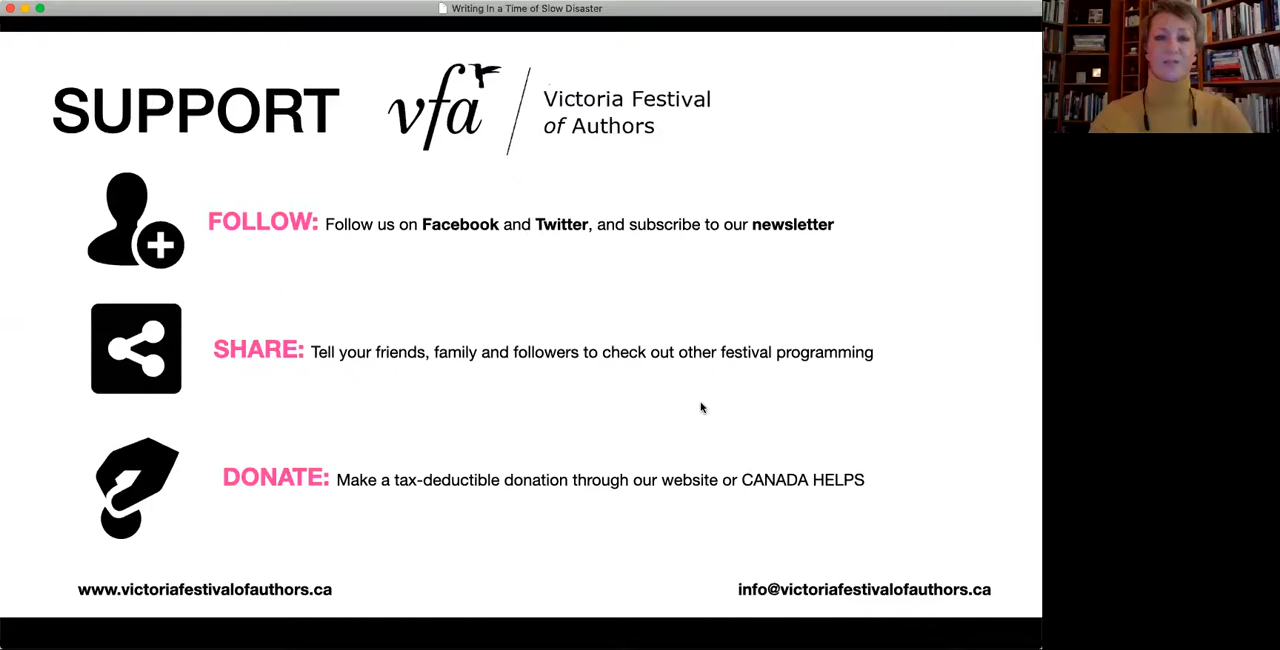 Writing In a Time of Slow Disaster
SUPPORT
vfa
Victoria Festival
of Authors
FOLLOW: Follow us on Facebook and Twitter, and subscribe to our newsletter
SHARE: Tell your friends, family and followers to check out other festival programming
DONATE: Make a tax-deductible donation through our website or CANADA HELPS
www.victoriafestivalofauthors.ca
info@victoriafestivalofauthors.ca